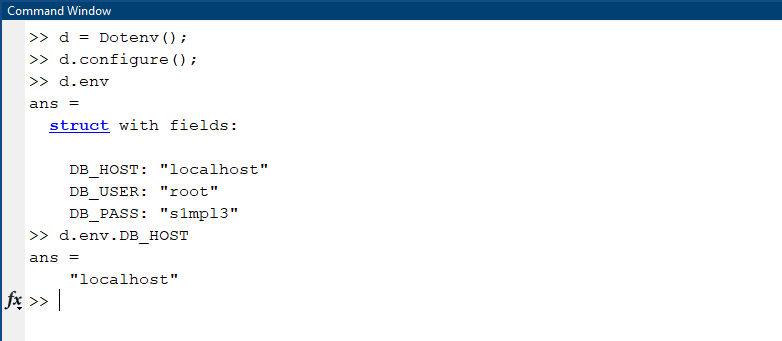 Command Window
>> d = Dotenv();
>> d.configure();
>> d.env
ans =
struct with fields:
DB_HOST: "localhost"
DB_USER: "root"
DB_PASS: "s1mpl3"
>> d.env.DB_HOST
ans =
"localhost"
fx >>